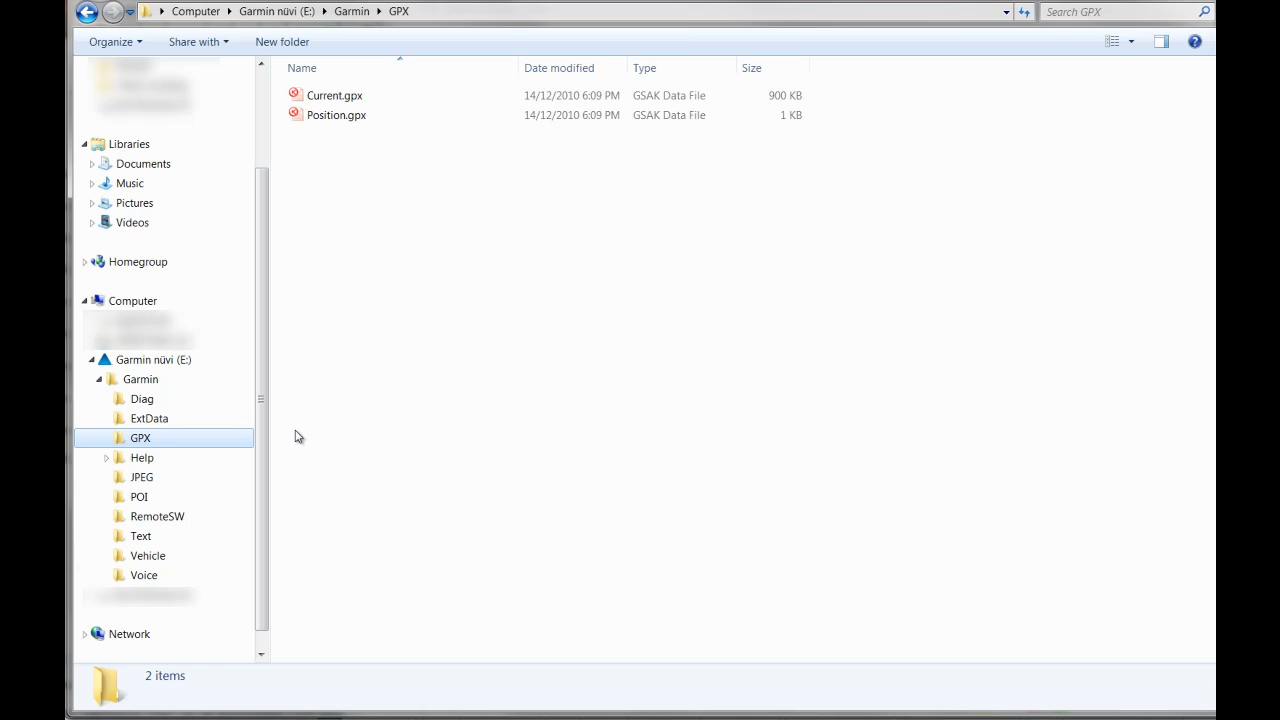 Computer Garmin nüvi (E:) Garmin GPX
Search GPX
Organize Share with New folder
Name Date modified Type Size
Current.gpx 14/12/2010 6:09 PM GSAK Data File 900 KB
Position.gpx 14/12/2010 6:09 PM GSAK Data File 1 KB
Libraries
Documents
Music
Pictures
Videos
Homegroup
Computer
Garmin nüvi (E:)
Garmin
Diag
ExtData
GPX
Help
JPEG
POI
RemoteSW
Text
Vehicle
Voice
Network
2 items